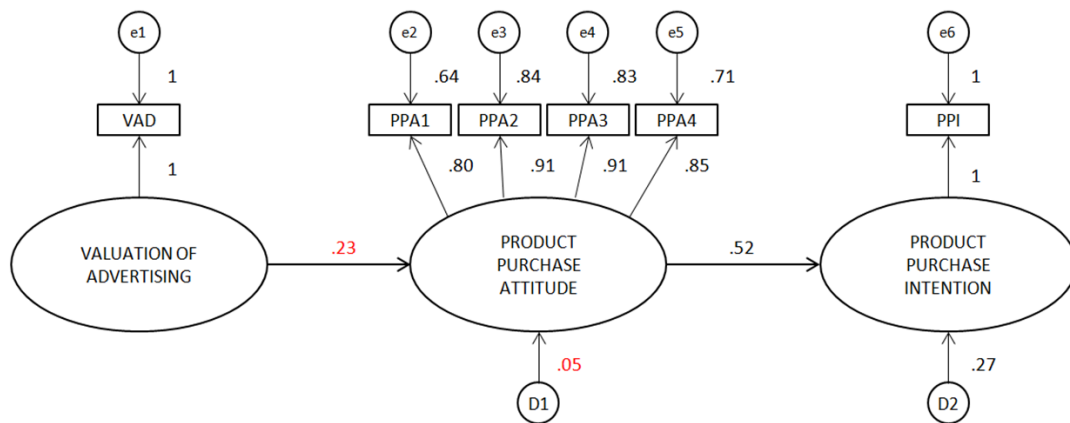 e1
e2
e3
e4
e5
e6
1
.64
.84
.83
.71
1
VAD
PPA1
PPA2
PPA3
PPA4
PPI
1
.80
.91
.91
.85
1
VALUATION OF
ADVERTISING
.23
PRODUCT
PURCHASE
ATTITUDE
.52
PRODUCT
PURCHASE
INTENTION
.05
.27
D1
D2